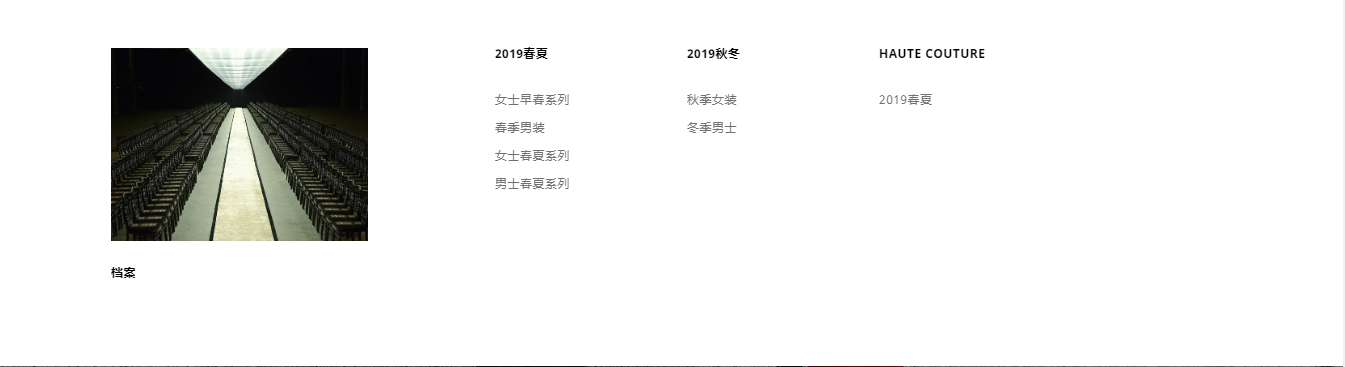 2019春夏
女士早春系列
春季男装
女士春夏系列
男士春夏系列
2019秋冬
秋季女装
冬季男士
HAUTE COUTURE
2019春夏
档案